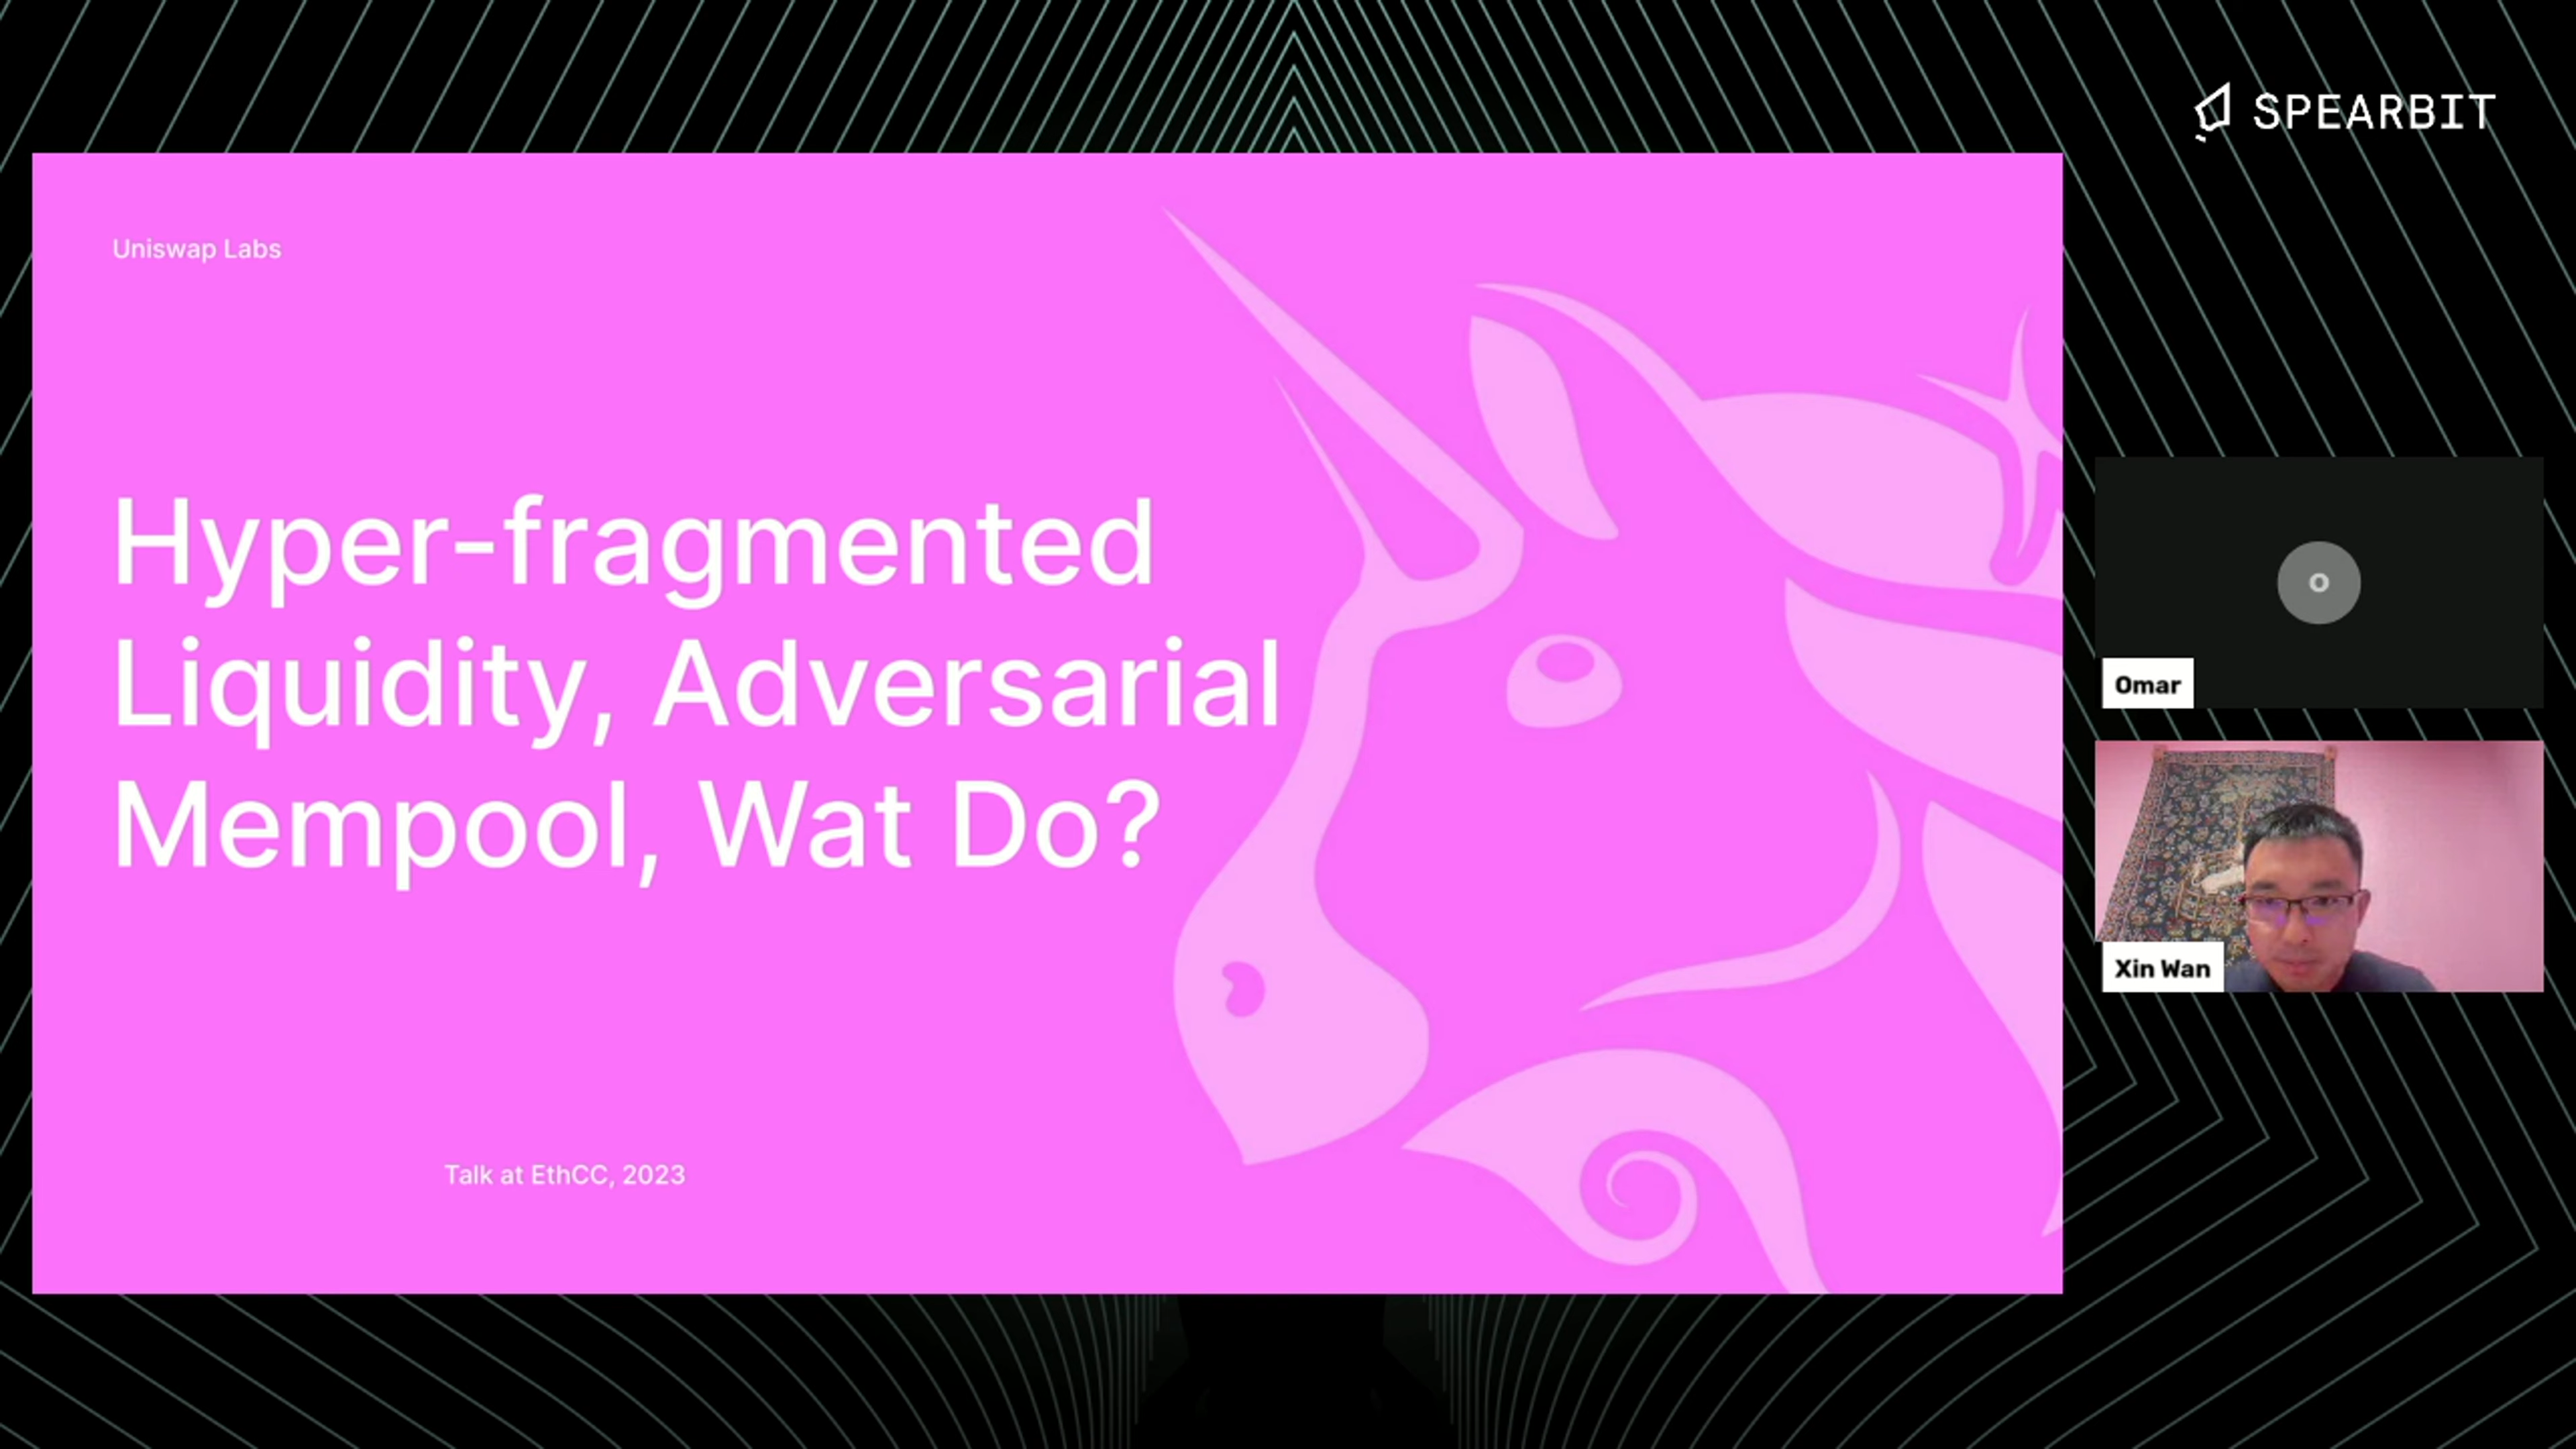 SPEARBIT
Uniswap Labs
Hyper-fragmented
Liquidity, Adversarial
Mempool, Wat Do?
Talk at EthCC, 2023
O
Omar
Xin Wan